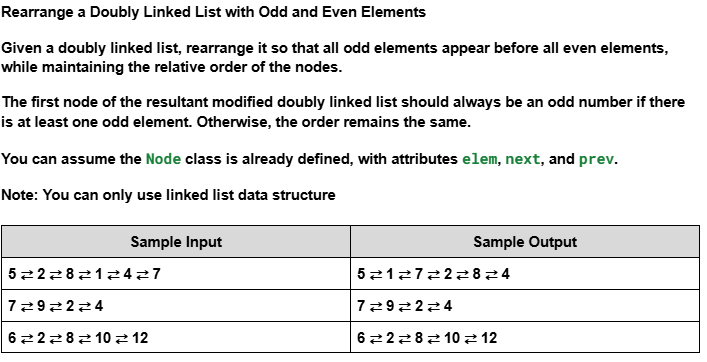 Rearrange a Doubly Linked List with Odd and Even Elements
Given a doubly linked list, rearrange it so that all odd elements appear before all even elements,
while maintaining the relative order of the nodes.
The first node of the resultant modified doubly linked list should always be an odd number if there
is at least one odd element. Otherwise, the order remains the same.
You can assume the Node class is already defined, with attributes elem, next, and prev.
Note: You can only use linked list data structure
Sample Input Sample Output
5 ⇄ 2 ⇄ 8 ⇄ 1 ⇄ 4 ⇄ 7 5 ⇄ 1 ⇄ 7 ⇄ 2 ⇄ 8 ⇄ 4
7 ⇄ 9 ⇄ 2 ⇄ 4 7 ⇄ 9 ⇄ 2 ⇄ 4
6 ⇄ 2 ⇄ 8 ⇄ 10 ⇄ 12 6 ⇄ 2 ⇄ 8 ⇄ 10 ⇄ 12